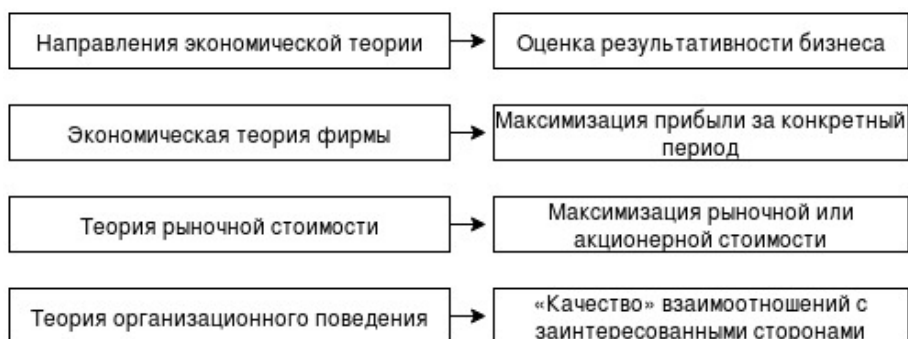 Направления экономической теории
Оценка результативности бизнеса
Экономическая теория фирмы
Максимизация прибыли за конкретный
период
Теория рыночной стоимости
Максимизация рыночной или
акционерной стоимости
Теория организационного поведения
«Качество» взаимоотношений с
заинтересованными сторонами